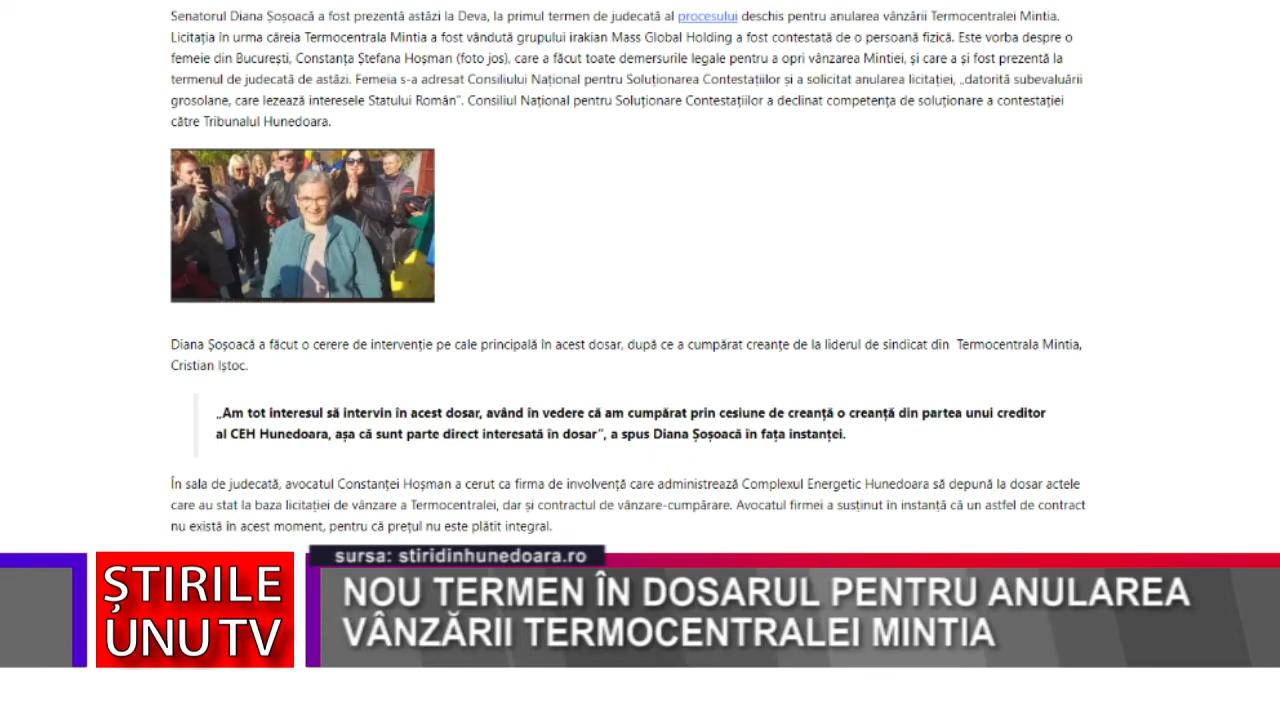 Senatorul Diana Șoșoacă a fost prezentă astăzi la Deva, la primul termen de judecată al procesului deschis pentru anularea vânzării Termocentralei Mintia.
Licitația în urma căreia Termocentrala Mintia a fost vândută grupului irakian Mass Global Holding a fost contestată de o persoană fizică. Este vorba despre o
femeie din București, Constanța Ștefana Hoșman (foto jos), care a făcut toate demersurile legale pentru a opri vânzarea Mintiei, și care a și fost prezentă la
termenul de judecată de astăzi. Femeia s-a adresat Consiliului Național pentru Soluționarea Contestațiilor și a solicitat anularea licitației, „datorită subevaluării
grosolane, care lezează interesele Statului Român”. Consiliul Național pentru Soluționare Contestațiilor a declinat competența de soluționare a contestației
către Tribunalul Hunedoara.
Diana Șoșoacă a făcut o cerere de intervenție pe cale principală în acest dosar, după ce a cumpărat creanțe de la liderul de sindicat din Termocentrala Mintia,
Cristian Iștoc.
„Am tot interesul să intervin în acest dosar, având în vedere că am cumpărat prin cesiune de creanță o creanță din partea unui creditor
al CEH Hunedoara, așa că sunt parte direct interesată în dosar”, a spus Diana Șoșoacă în fața instanței.
În sala de judecată, avocatul Constanței Hoșman a cerut ca firma de involvență care administrează Complexul Energetic Hunedoara să depună la dosar actele
care au stat la baza licitației de vânzare a Termocentralei, dar și contractul de vânzare-cumpărare. Avocatul firmei a susținut în instanță că un astfel de contract
nu există în acest moment, pentru că prețul nu este plătit integral.
sursa: stiridinhunedoara.ro
ȘTIRILE
UNU TV
NOU TERMEN ÎN DOSARUL PENTRU ANULAREA
VÂNZĂRII TERMOCENTRALEI MINTIA